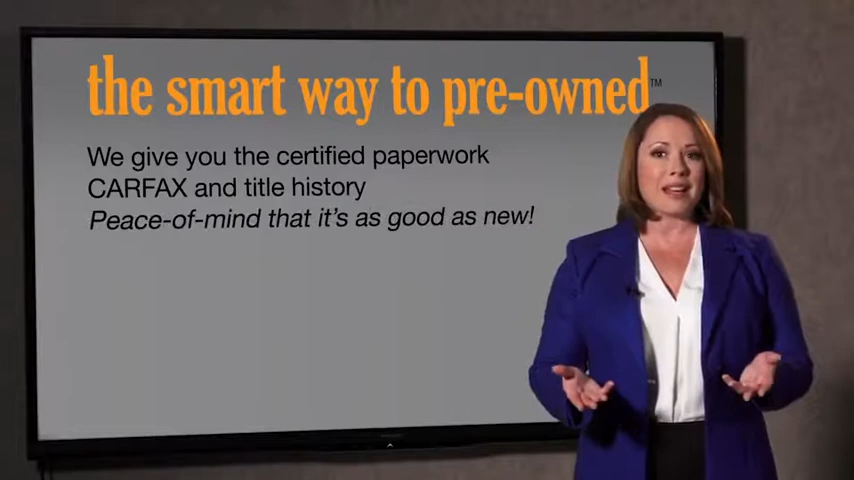 the smart way to pre-owned™
We give you the certified paperwork
CARFAX and title history
Peace-of-mind that it's as good as new!